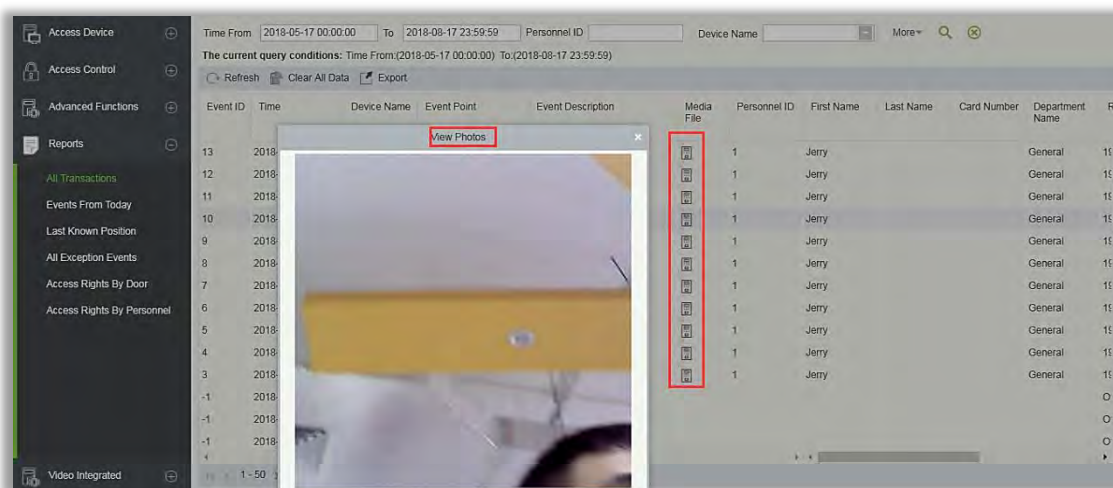 Access Device
Access Control
Advanced Functions
Reports
All Transactions
Events From Today
Last Known Position
All Exception Events
Access Rights By Door
Access Rights By Personnel
Video Integrated
Time From 2018-05-17 00:00:00 To 2018-08-17 23:59:59 Personnel ID Device Name More
The current query conditions: Time From:(2018-05-17 00:00:00) To:(2018-08-17 23:59:59)
Refresh Clear All Data Export
Event ID Time Device Name Event Point Event Description Media File Personnel ID First Name Last Name Card Number Department Name
View Photos
13 2018- 1 Jerry General
12 2018- 1 Jerry General
11 2018- 1 Jerry General
10 2018- 1 Jerry General
9 2018- 1 Jerry General
8 2018- 1 Jerry General
7 2018- 1 Jerry General
6 2018- 1 Jerry General
5 2018- 1 Jerry General
4 2018- 1 Jerry General
3 2018- 1 Jerry General
-1 2018-
-1 2018-
-1 2018-
1 - 50